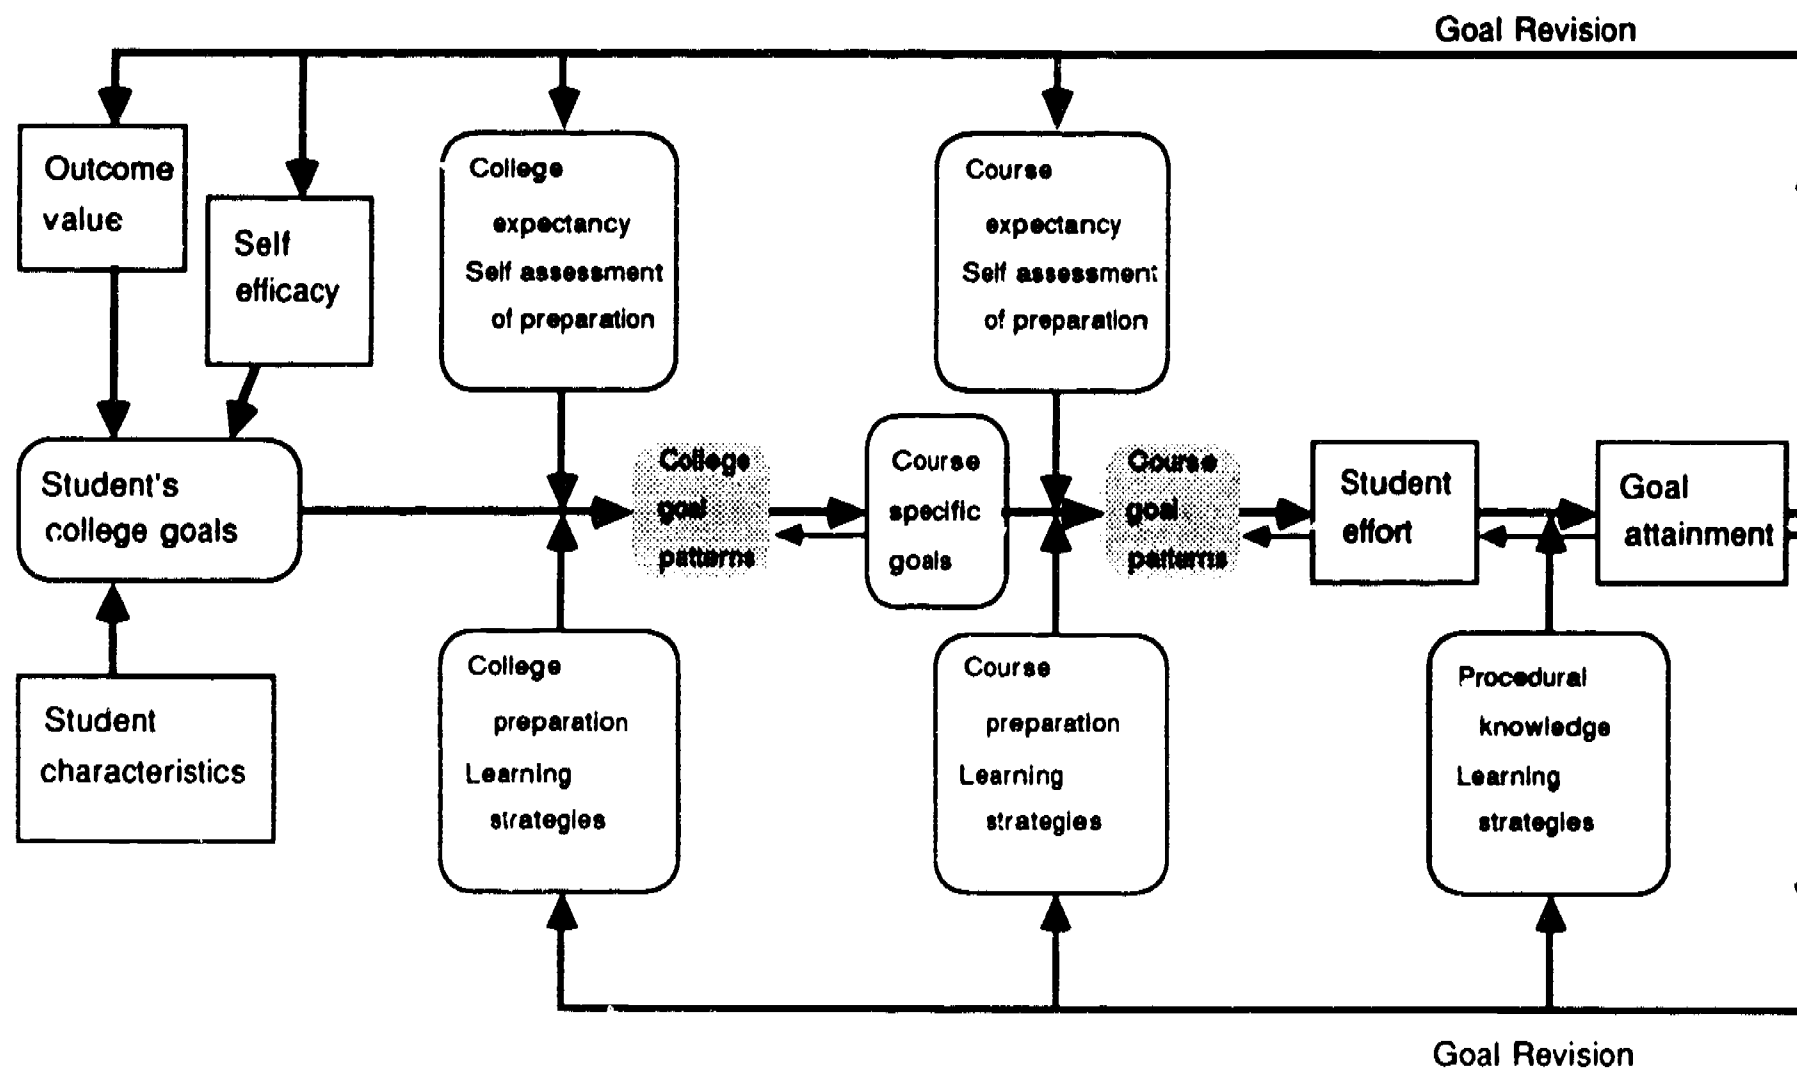 Goal Revision
Outcome
value
Self
efficacy
College
expectancy
Self assessment
of preparation
Course
expectancy
Self assessment
of preparation
Student's
college goals
College
goal
patterns
Course
specific
goals
Course
goal
patterns
Student
effort
Goal
attainment
Student
characteristics
College
preparation
Learning
strategies
Course
preparation
Learning
strategies
Procedural
knowledge
Learning
strategies
Goal Revision